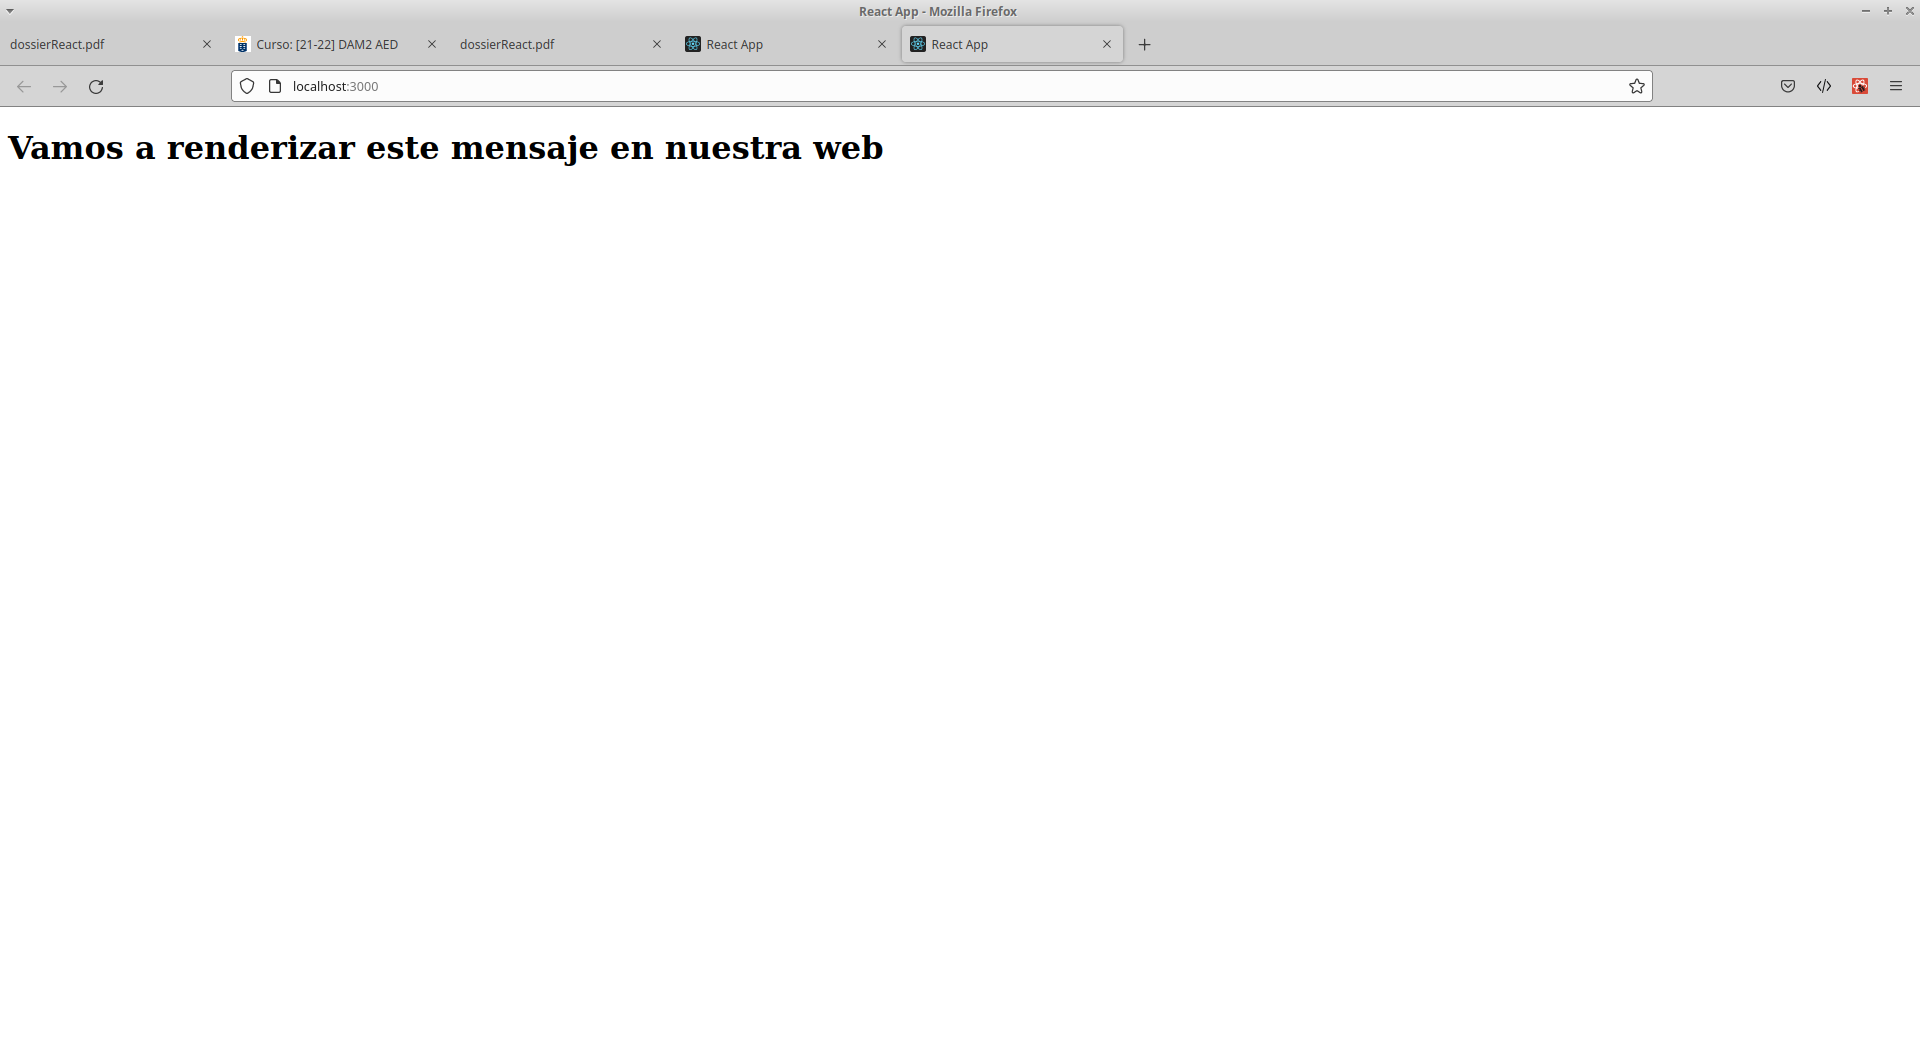 React App - Mozilla Firefox
dossierReact.pdf
Curso: [21-22] DAM2 AED
dossierReact.pdf
React App
React App
localhost:3000
Vamos a renderizar este mensaje en nuestra web